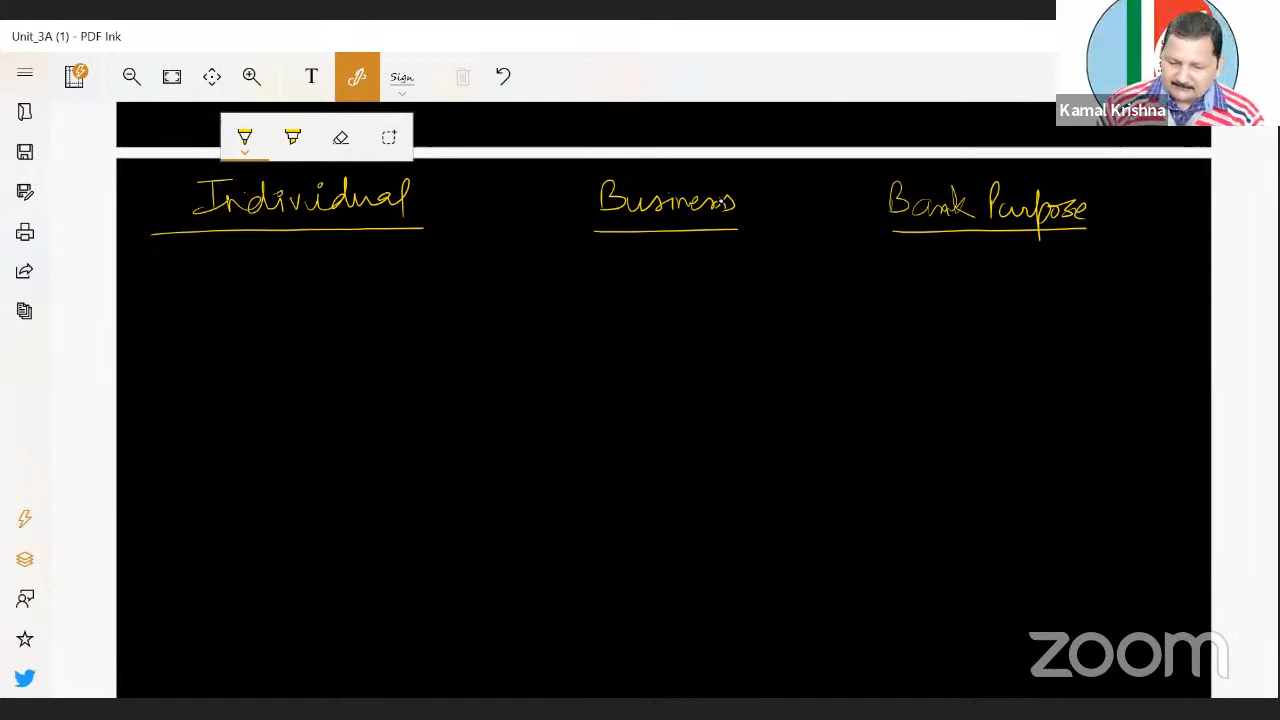 Unit_3A (1) - PDF Ink
T
Sign
Kamal Krishna
Individual Business Bank Purpose
zoom